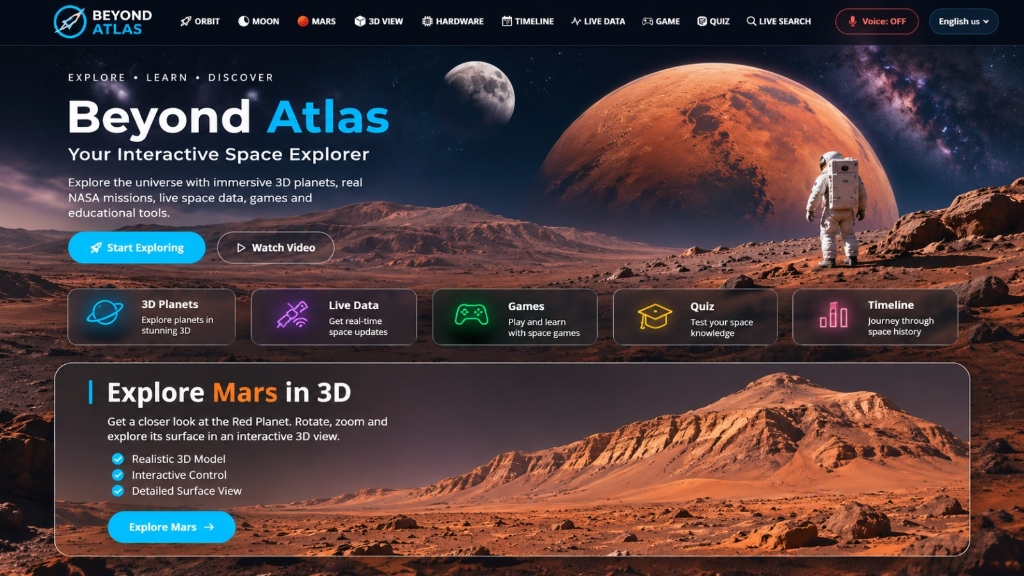 BEYOND
ATLAS
ORBIT
MOON
MARS
3D VIEW
HARDWARE
TIMELINE
LIVE DATA
GAME
QUIZ
LIVE SEARCH
Voice: OFF
English us
EXPLORE • LEARN • DISCOVER
Beyond Atlas
Your Interactive Space Explorer
Explore the universe with immersive 3D planets, real
NASA missions, live space data, games and
educational tools.
Start Exploring
Watch Video
3D Planets
Explore planets in
stunning 3D
Live Data
Get real-time
space updates
Games
Play and learn
with space games
Quiz
Test your space
knowledge
Timeline
Journey through
space history
Explore Mars in 3D
Get a closer look at the Red Planet. Rotate, zoom and
explore its surface in an interactive 3D view.
Realistic 3D Model
Interactive Control
Detailed Surface View
Explore Mars →